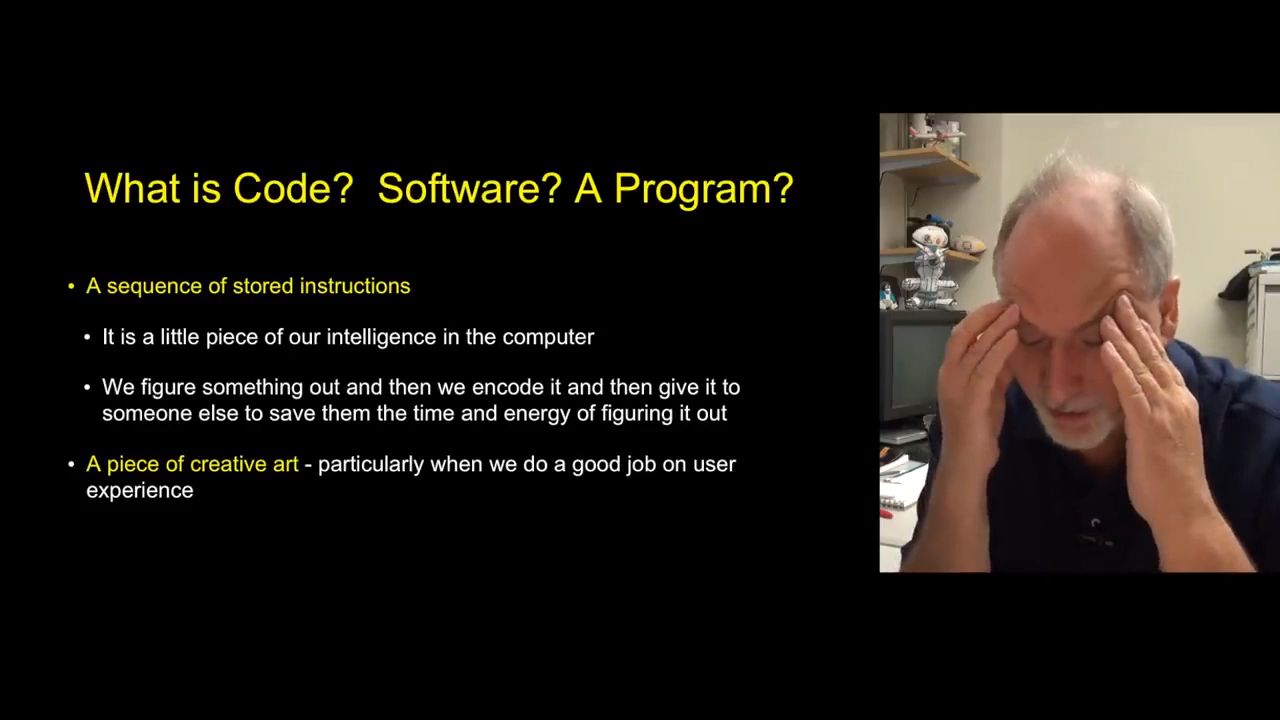 What is Code?  Software? A Program?
• A sequence of stored instructions
• It is a little piece of our intelligence in the computer
• We figure something out and then we encode it and then give it to
someone else to save them the time and energy of figuring it out
• A piece of creative art - particularly when we do a good job on user
experience